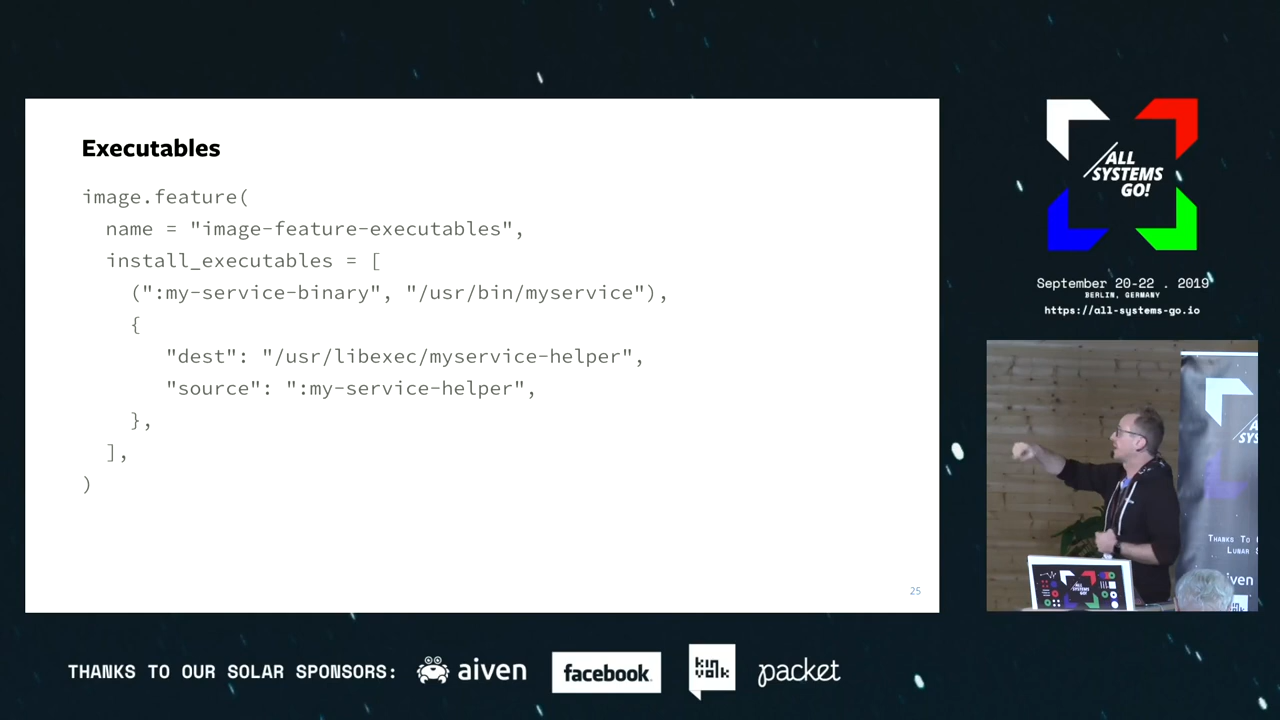 Executables
image.feature(
name = "image-feature-executables",
install_executables = [
(":my-service-binary", "/usr/bin/myservice"),
{
"dest": "/usr/libexec/myservice-helper",
"source": ":my-service-helper",
},
],
)
25
ALL
SYSTEMS
GO!
September 20-22 . 2019
BERLIN, GERMANY
https://all-systems-go.io
THANKS TO OUR SOLAR SPONSORS:
aiven
facebook
kinvolk
packet